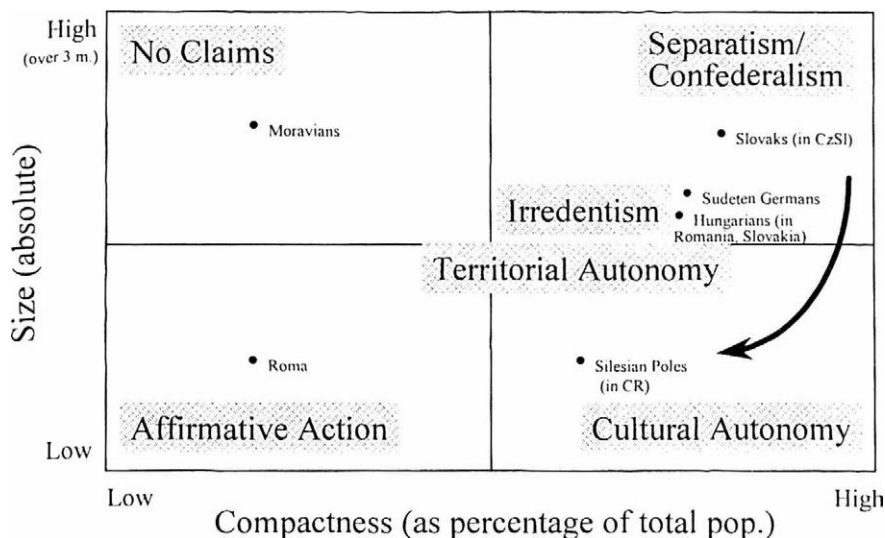 High
(over 3 m.)
No Claims
Separatism/
Confederalism
Moravians
Slovaks (in CzSl)
Sudeten Germans
Irredentism
Hungarians (in
Romania, Slovakia)
Size (absolute)
Territorial Autonomy
Roma
Silesian Poles
(in CR)
Affirmative Action
Cultural Autonomy
Low
Low
High
Compactness (as percentage of total pop.)